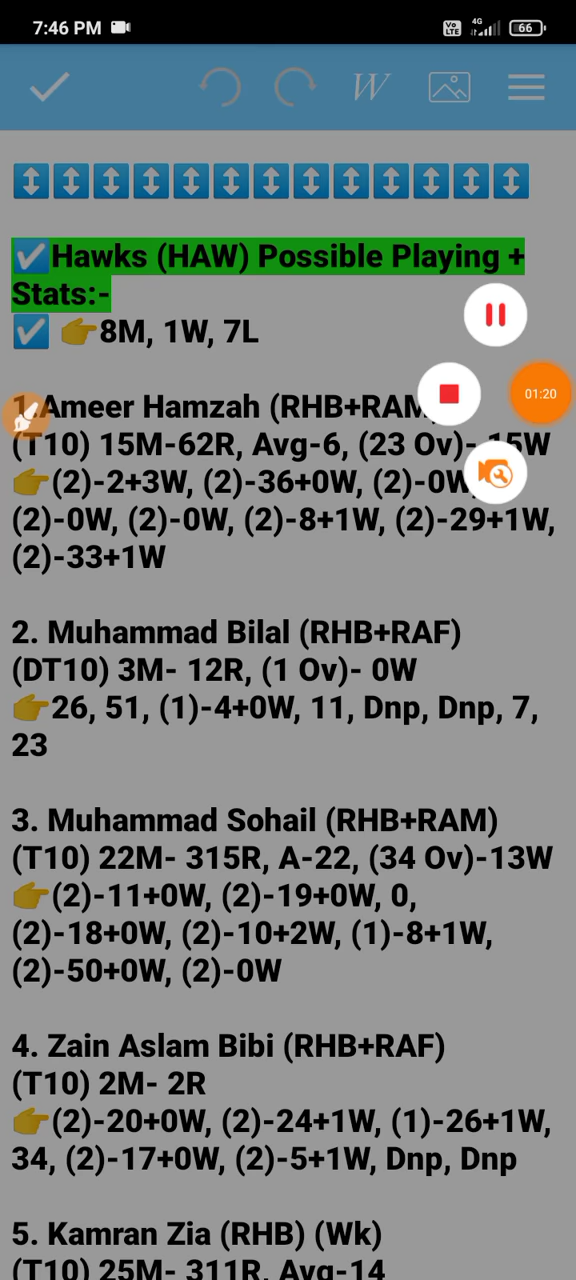 7:46 PM
Vo LTE 4G 66
W
✅Hawks (HAW) Possible Playing +
Stats:-
✅ 👉8M, 1W, 7L
01:20
1.Ameer Hamzah (RHB+RAM
(T10) 15M-62R, Avg-6, (23 Ov)- 15W
👉(2)-2+3W, (2)-36+0W, (2)-0W,
(2)-0W, (2)-0W, (2)-8+1W, (2)-29+1W,
(2)-33+1W
2. Muhammad Bilal (RHB+RAF)
(DT10) 3M- 12R, (1 Ov)- 0W
👉26, 51, (1)-4+0W, 11, Dnp, Dnp, 7,
23
3. Muhammad Sohail (RHB+RAM)
(T10) 22M- 315R, A-22, (34 Ov)-13W
👉(2)-11+0W, (2)-19+0W, 0,
(2)-18+0W, (2)-10+2W, (1)-8+1W,
(2)-50+0W, (2)-0W
4. Zain Aslam Bibi (RHB+RAF)
(T10) 2M- 2R
👉(2)-20+0W, (2)-24+1W, (1)-26+1W,
34, (2)-17+0W, (2)-5+1W, Dnp, Dnp
5. Kamran Zia (RHB) (Wk)
(T10) 25M- 311R, Avg-14